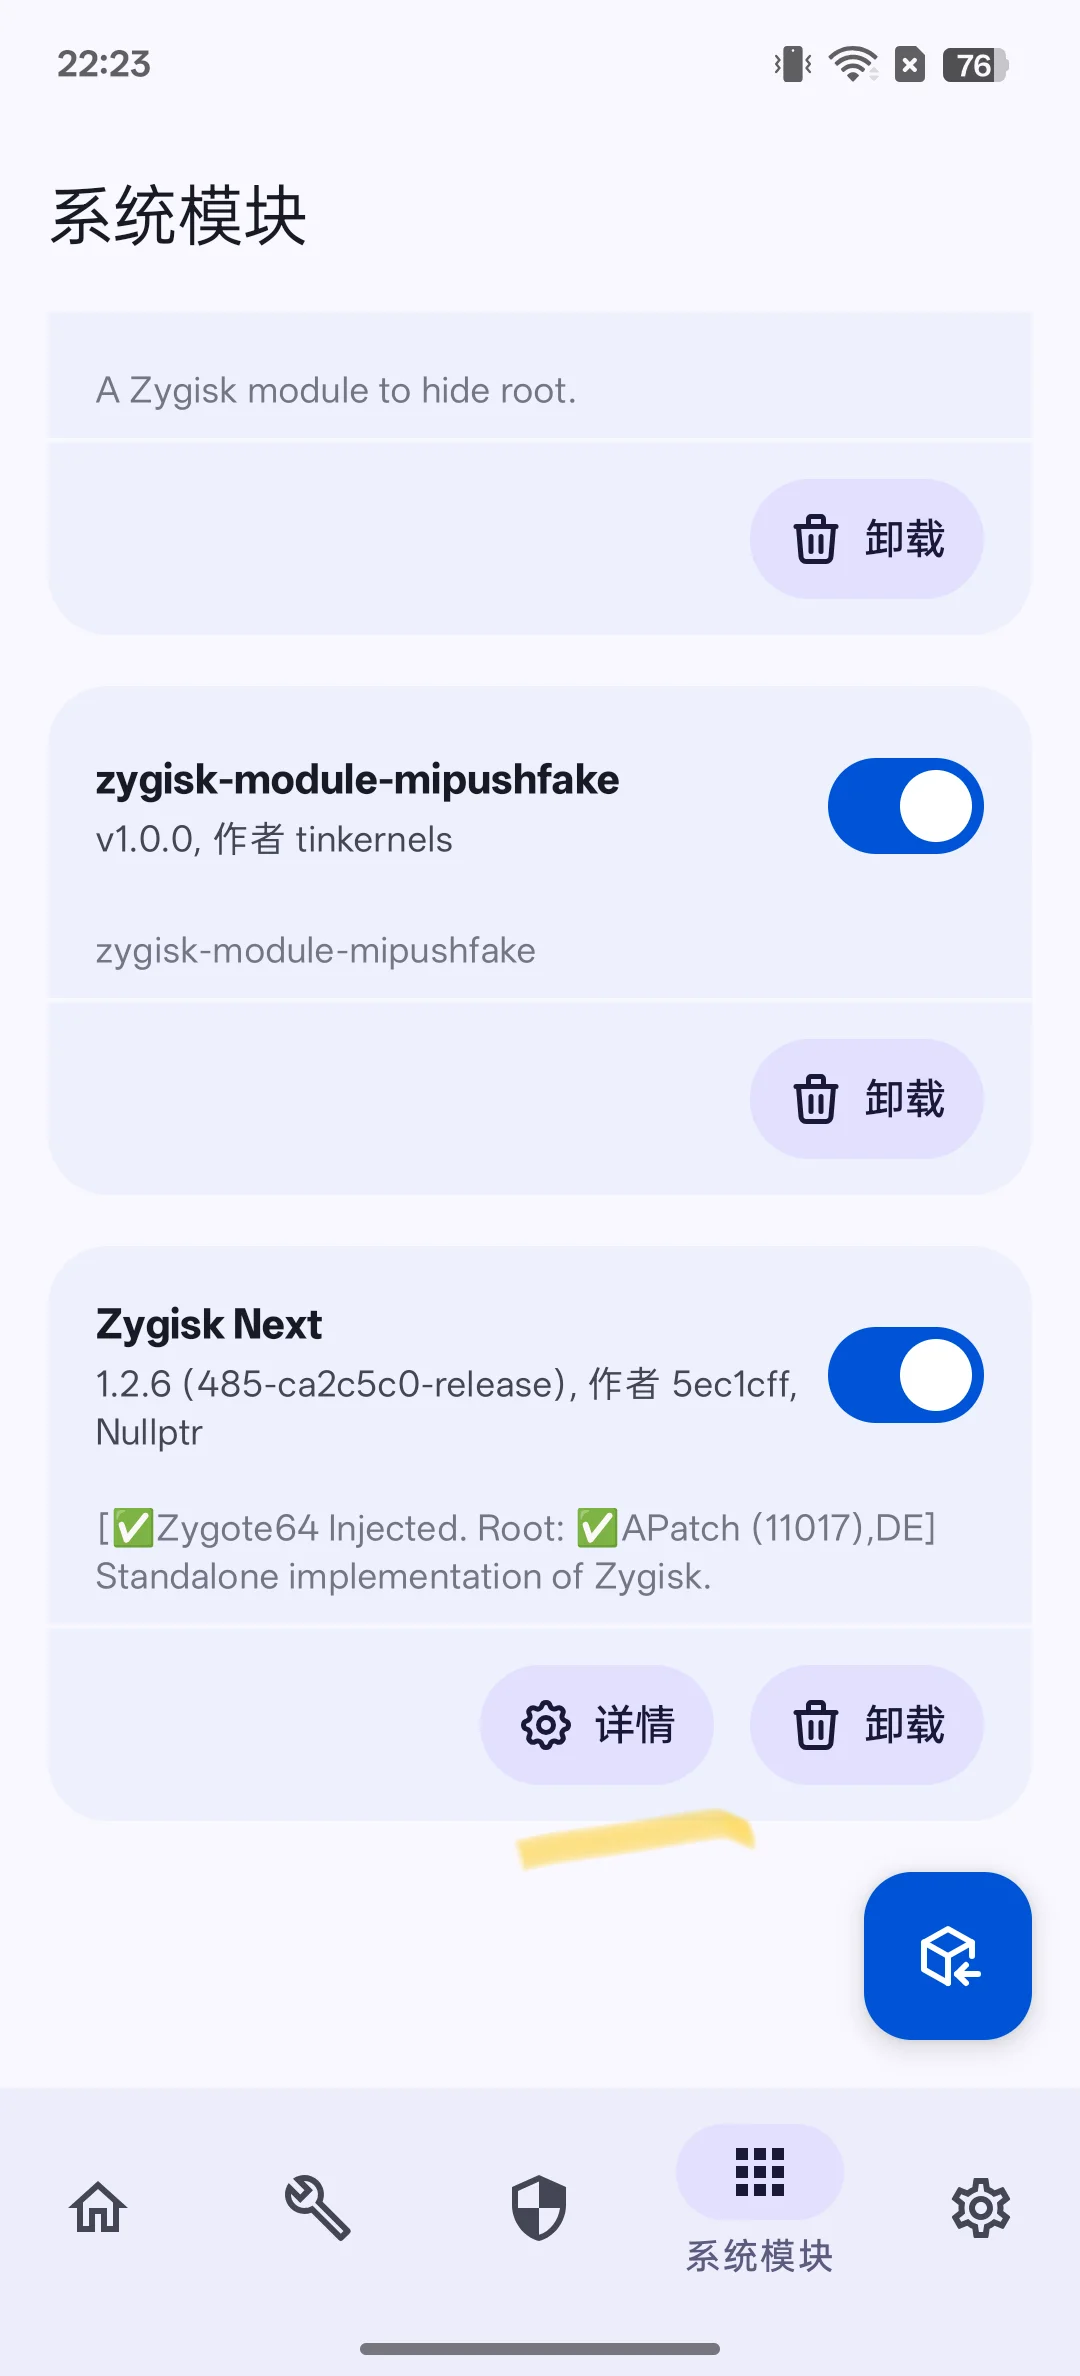 22:23
76
系统模块
A Zygisk module to hide root.
卸载
zygisk-module-mipushfake
v1.0.0, 作者 tinkernels
zygisk-module-mipushfake
卸载
Zygisk Next
1.2.6 (485-ca2c5c0-release), 作者 5ec1cff,
Nullptr
[✅Zygote64 Injected. Root: ✅APatch (11017),DE]
Standalone implementation of Zygisk.
详情
卸载
系统模块